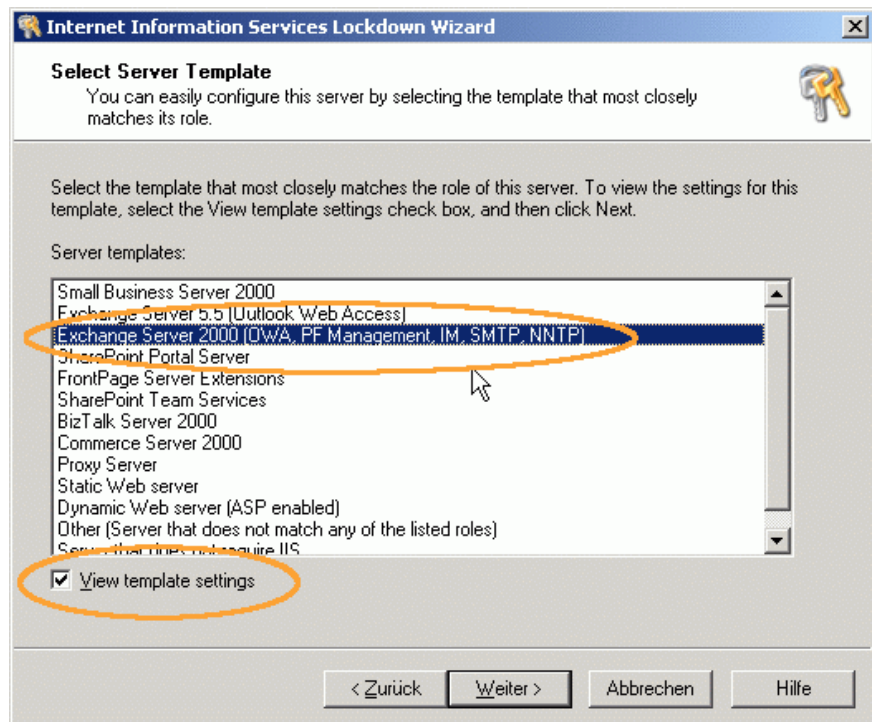 Internet Information Services Lockdown Wizard
Select Server Template
You can easily configure this server by selecting the template that most closely
matches its role.
Select the template that most closely matches the role of this server. To view the settings for this
template, select the View template settings check box, and then click Next.
Server templates:
Small Business Server 2000
Exchange Server 5.5 (Outlook Web Access)
Exchange Server 2000 (OWA, PF Management, IM, SMTP, NNTP)
SharePoint Portal Server
FrontPage Server Extensions
SharePoint Team Services
BizTalk Server 2000
Commerce Server 2000
Proxy Server
Static Web server
Dynamic Web server (ASP enabled)
Other (Server that does not match any of the listed roles)
Server that does not require IIS
View template settings
< Zurück Weiter > Abbrechen Hilfe